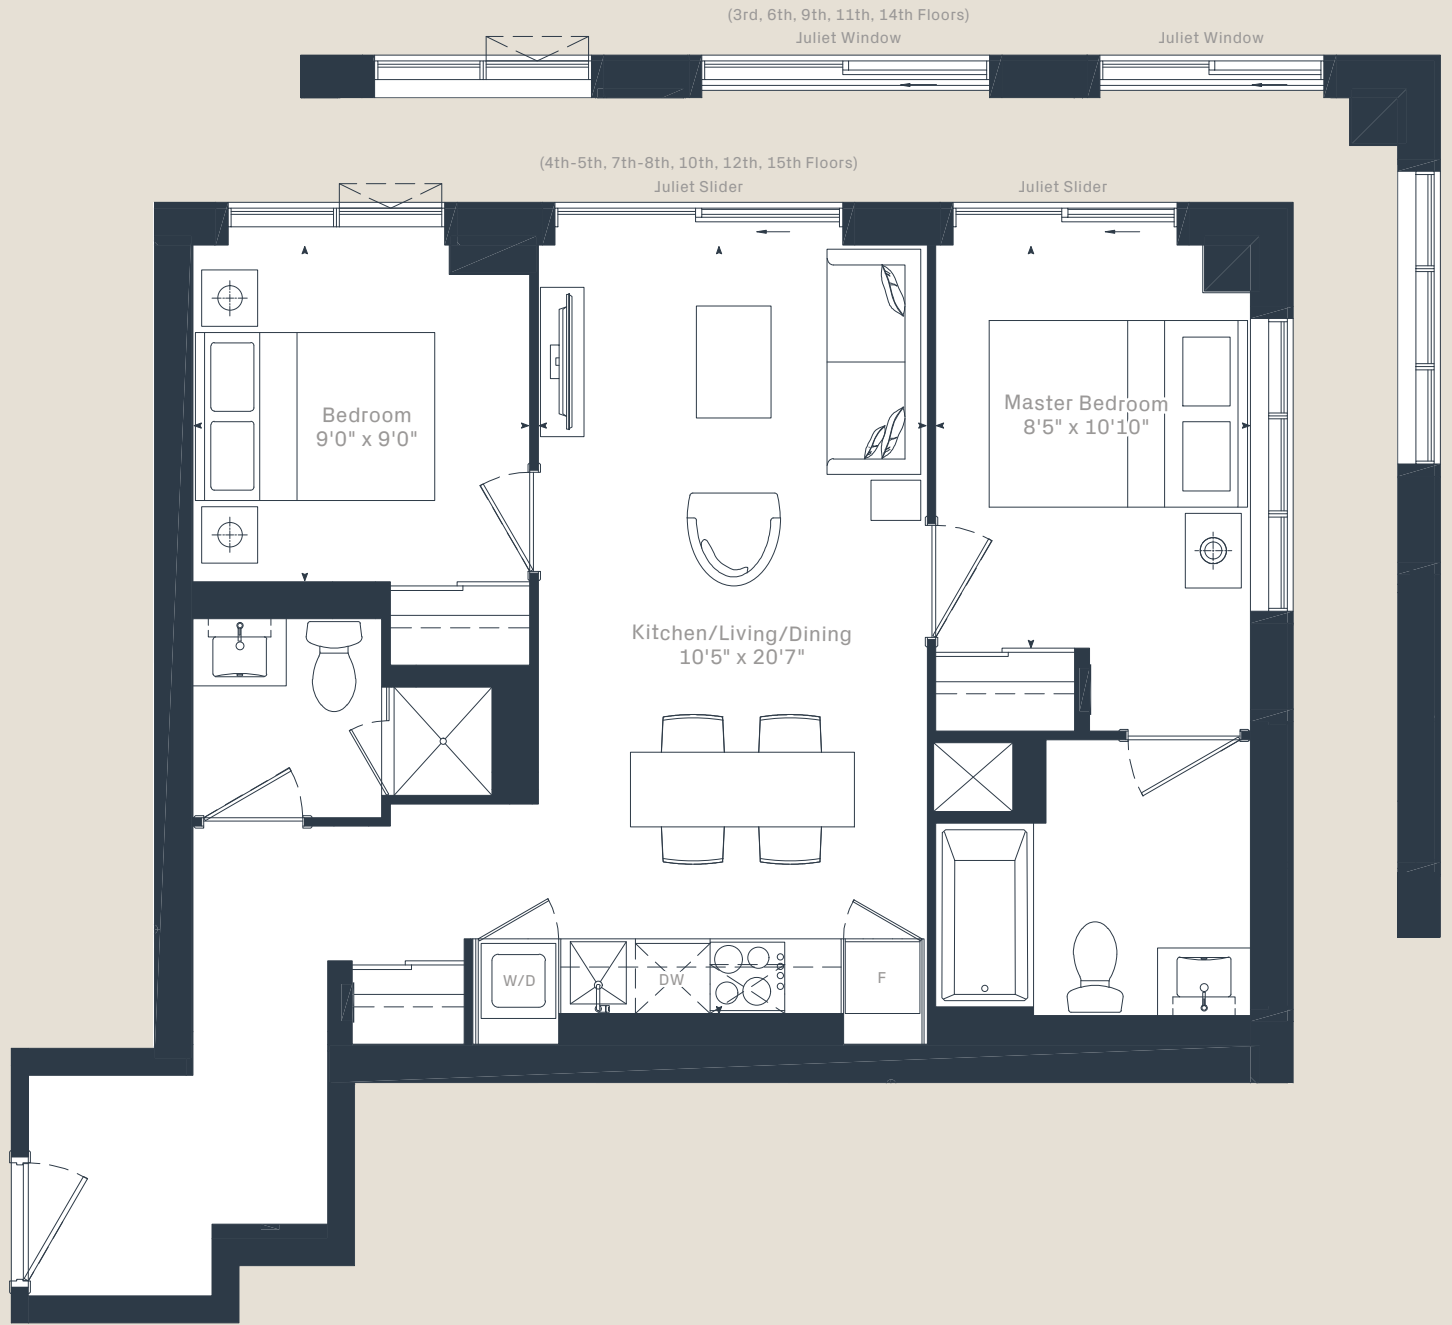 (3rd, 6th, 9th, 11th, 14th Floors)
Juliet Window
Juliet Window
(4th-5th, 7th-8th, 10th, 12th, 15th Floors)
Juliet Slider
Juliet Slider
Bedroom
9'0" x 9'0"
Master Bedroom
8'5" x 10'10"
Kitchen/Living/Dining
10'5" x 20'7"
W/D
DW
F